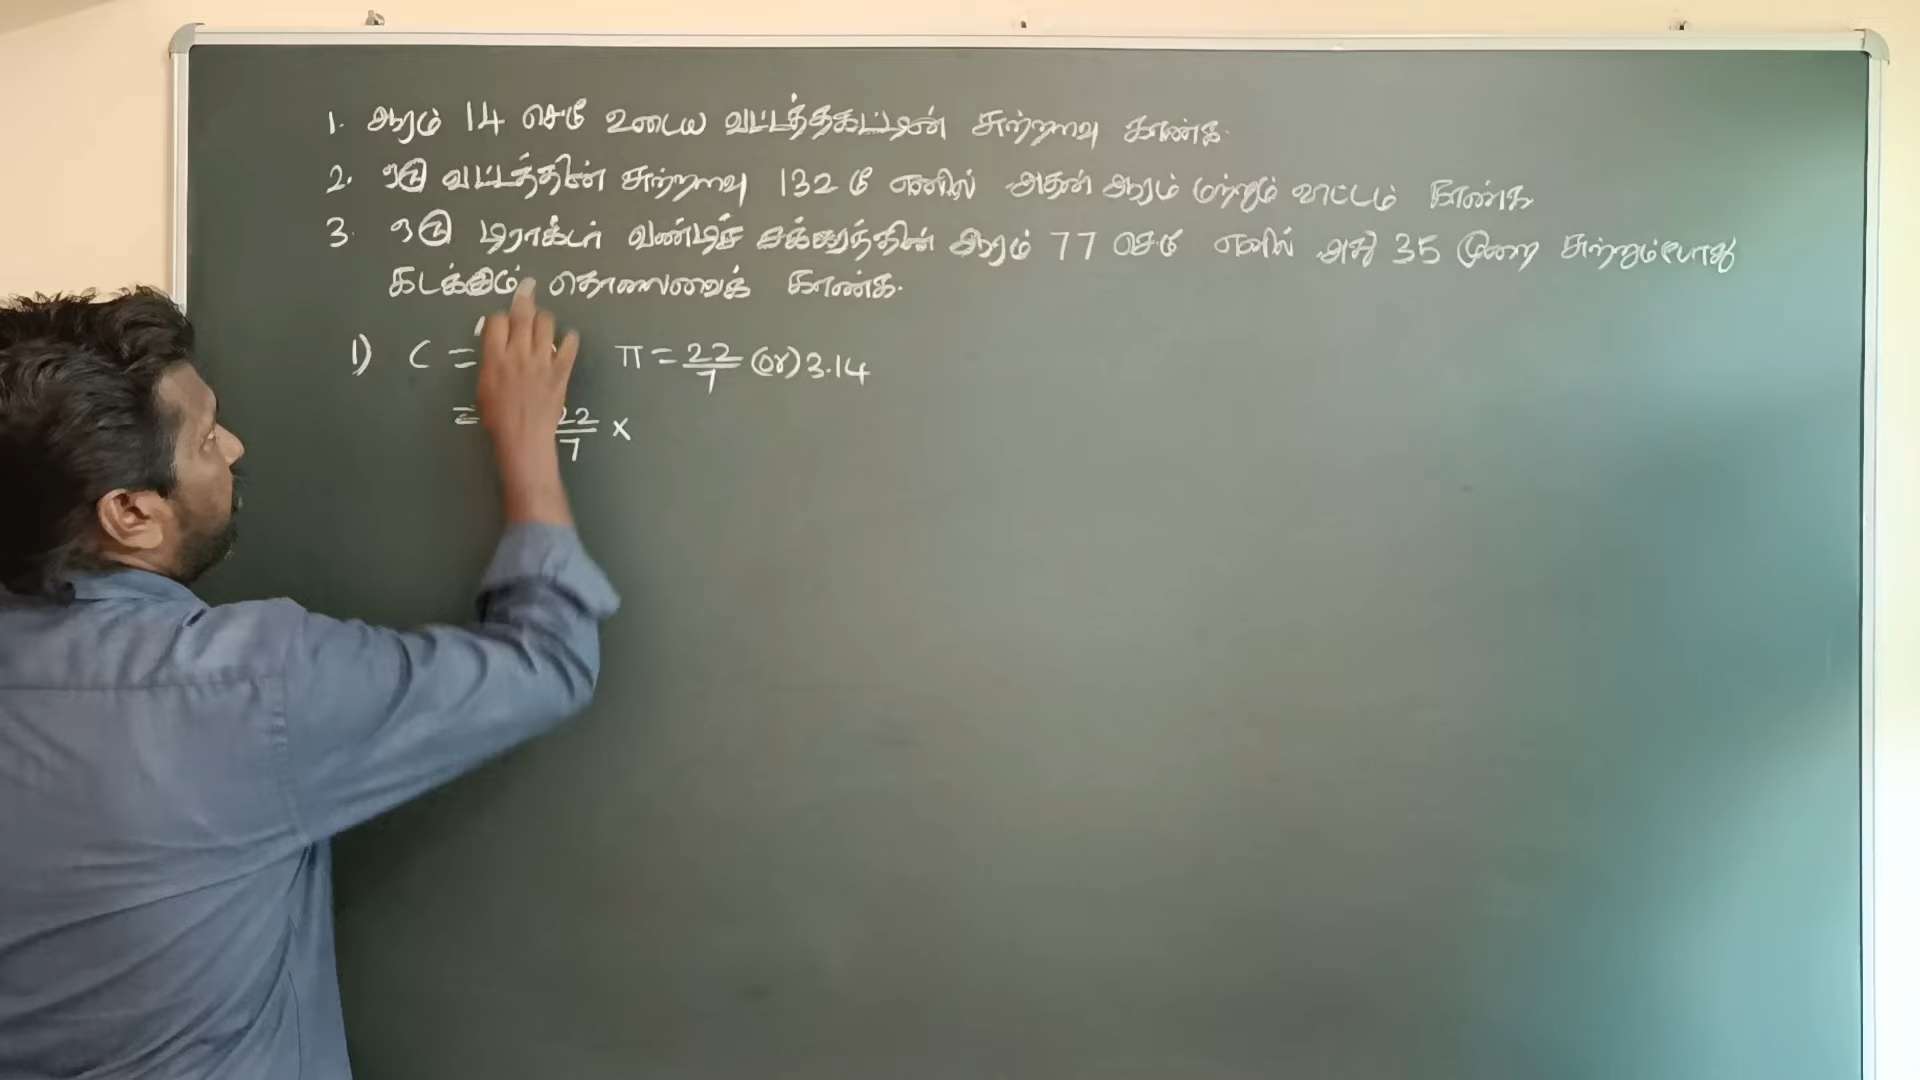 1. ஆரம் 14 செமீ உடைய வட்டத்தகட்டின் சுற்றளவு காண்க.
2. ஒரு வட்டத்தின் சுற்றளவு 132 மீ எனில் அதன் ஆரம் மற்றும் விட்டம் காண்க
3. ஒரு டிராக்டர் வண்டிச் சக்கரத்தின் ஆரம் 77 செமீ எனில் அது 35 முறை சுற்றும்போது
கடக்கும் தொலைவைக் காண்க.
1) C = π = 22/7 (or) 3.14
= 22/7 ×